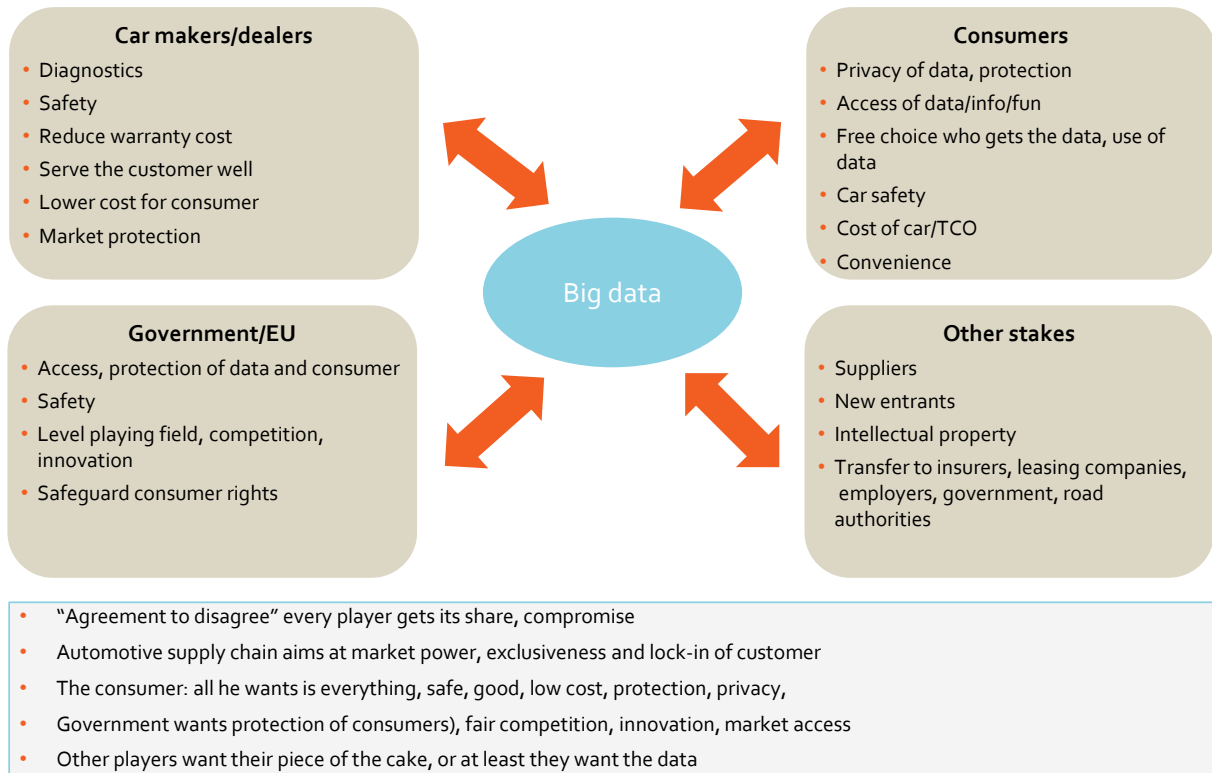 Car makers/dealers
• Diagnostics
• Safety
• Reduce warranty cost
• Serve the customer well
• Lower cost for consumer
• Market protection
Consumers
• Privacy of data, protection
• Access of data/info/fun
• Free choice who gets the data, use of
data
• Car safety
• Cost of car/TCO
• Convenience
Big data
Government/EU
• Access, protection of data and consumer
• Safety
• Level playing field, competition,
innovation
• Safeguard consumer rights
Other stakes
• Suppliers
• New entrants
• Intellectual property
• Transfer to insurers, leasing companies,
employers, government, road
authorities
• “Agreement to disagree” every player gets its share, compromise
• Automotive supply chain aims at market power, exclusiveness and lock-in of customer
• The consumer: all he wants is everything, safe, good, low cost, protection, privacy,
• Government wants protection of consumers), fair competition, innovation, market access
• Other players want their piece of the cake, or at least they want the data